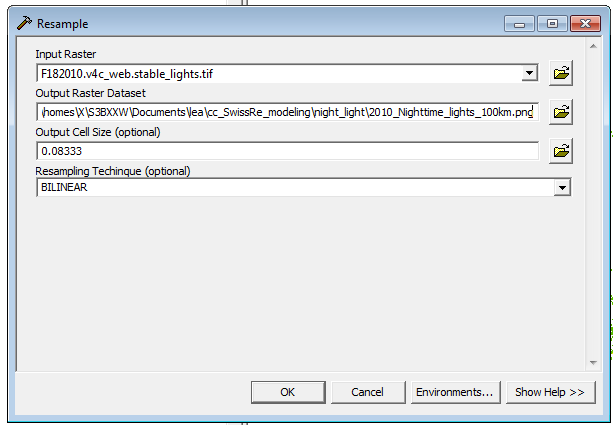 Resample
Input Raster
F182010.v4c_web.stable_lights.tif
Output Raster Dataset
\homes\X\S3BXXW\Documents\lea\cc_SwissRe_modeling\night_light\2010_Nighttime_lights_100km.png
Output Cell Size (optional)
0.08333
Resampling Techinque (optional)
BILINEAR
OK Cancel Environments... Show Help >>